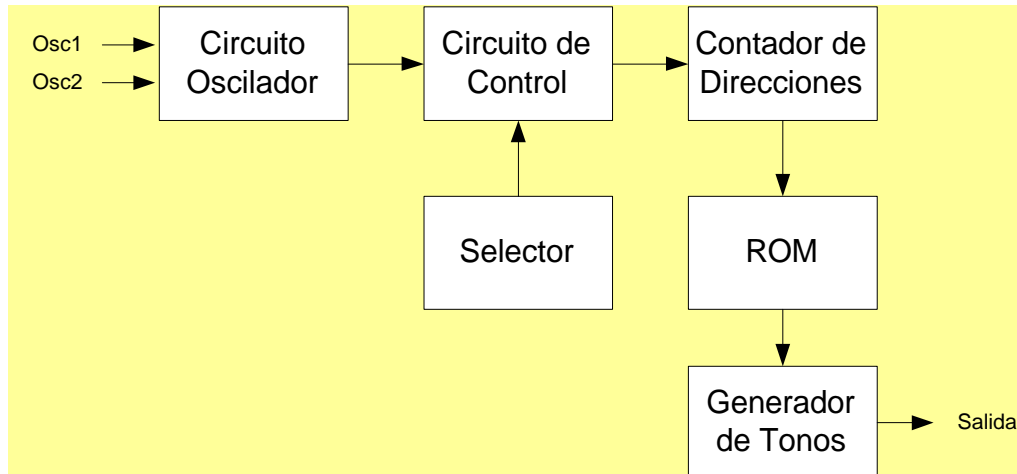 Osc1
Osc2
Circuito
Oscilador
Circuito de
Control
Contador de
Direcciones
Selector
ROM
Generador
de Tonos
Salida